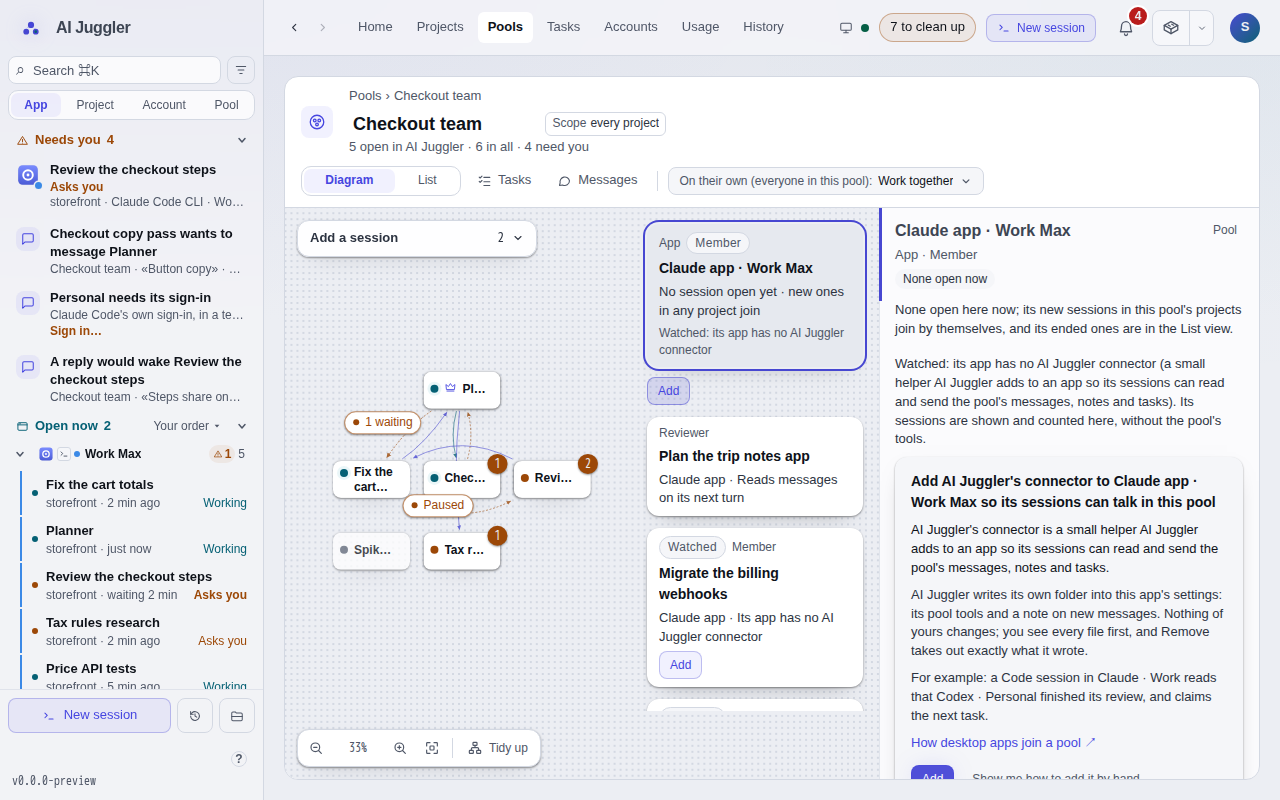 AI Juggler
Search ⌘K
App
Project
Account
Pool
Needs you 4
Review the checkout steps
Asks you
storefront · Claude Code CLI · Wo…
Checkout copy pass wants to
message Planner
Checkout team · «Button copy» · …
Personal needs its sign-in
Claude Code's own sign-in, in a te…
Sign in…
A reply would wake Review the
checkout steps
Checkout team · «Steps share on…
Open now 2
Your order
Work Max
1
5
Fix the cart totals
storefront · 2 min ago
Working
Planner
storefront · just now
Working
Review the checkout steps
storefront · waiting 2 min
Asks you
Tax rules research
storefront · 2 min ago
Asks you
Price API tests
storefront · 5 min ago
Working
New session
?
v0.0.0-preview
Home
Projects
Pools
Tasks
Accounts
Usage
History
7 to clean up
New session
4
S
Pools › Checkout team
Checkout team
Scope every project
5 open in AI Juggler · 6 in all · 4 need you
Diagram
List
Tasks
Messages
On their own (everyone in this pool): Work together
Add a session
2
Pl…
1 waiting
Fix the
cart…
Chec…
1
Revi…
2
Paused
Spik…
Tax r…
1
33%
Tidy up
App
Member
Claude app · Work Max
No session open yet · new ones
in any project join
Watched: its app has no AI Juggler
connector
Add
Reviewer
Plan the trip notes app
Claude app · Reads messages
on its next turn
Watched
Member
Migrate the billing
webhooks
Claude app · Its app has no AI
Juggler connector
Add
Claude app · Work Max
Pool
App · Member
None open now
None open here now; its new sessions in this pool's projects
join by themselves, and its ended ones are in the List view.
Watched: its app has no AI Juggler connector (a small
helper AI Juggler adds to an app so its sessions can read
and send the pool's messages, notes and tasks). Its
sessions are shown and counted here, without the pool's
tools.
Add AI Juggler's connector to Claude app ·
Work Max so its sessions can talk in this pool
AI Juggler's connector is a small helper AI Juggler
adds to an app so its sessions can read and send the
pool's messages, notes and tasks.
AI Juggler writes its own folder into this app's settings:
its pool tools and a note on new messages. Nothing of
yours changes; you see every file first, and Remove
takes out exactly what it wrote.
For example: a Code session in Claude · Work reads
that Codex · Personal finished its review, and claims
the next task.
How desktop apps join a pool ↗
Add
Show me how to add it by hand